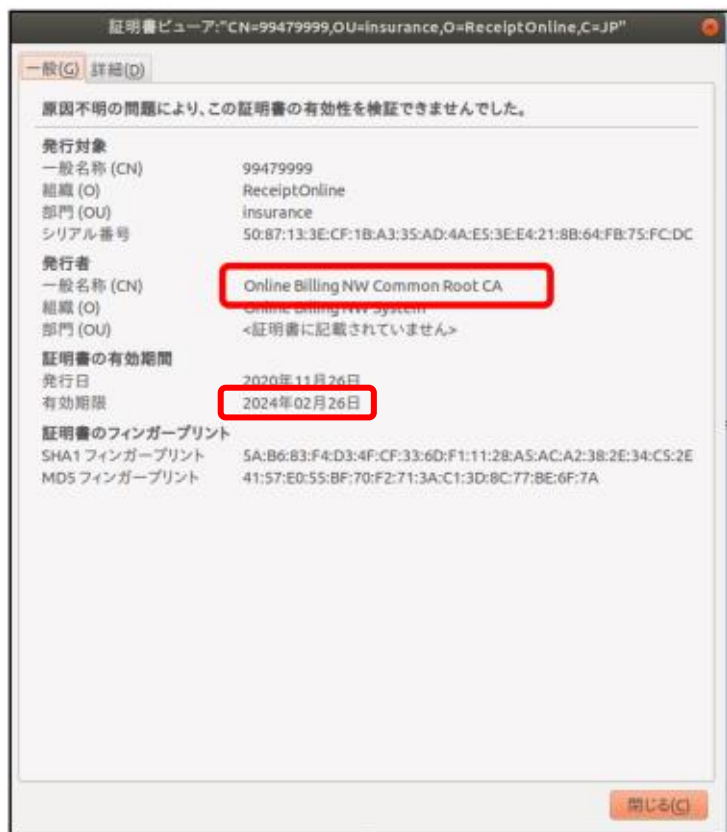 証明書ビューア:"CN=99479999,OU=insurance,O=ReceiptOnline,C=JP"
一般(G) 詳細(D)
原因不明の問題により、この証明書の有効性を検証できませんでした。
発行対象
一般名称 (CN) 99479999
組織 (O) ReceiptOnline
部門 (OU) insurance
シリアル番号 50:87:13:3E:CF:1B:A3:35:AD:4A:E5:3E:E4:21:8B:64:FB:75:FC:DC
発行者
一般名称 (CN) Online Billing NW Common Root CA
組織 (O) Online Billing NW System
部門 (OU) <証明書に記載されていません>
証明書の有効期間
発行日 2020年11月26日
有効期限 2024年02月26日
証明書のフィンガープリント
SHA1 フィンガープリント 5A:B6:83:F4:D3:4F:CF:33:6D:F1:11:28:A5:AC:A2:38:2E:34:C5:2E
MD5 フィンガープリント 41:57:E0:55:BF:70:F2:71:3A:C1:3D:8C:77:BE:6F:7A
閉じる(C)